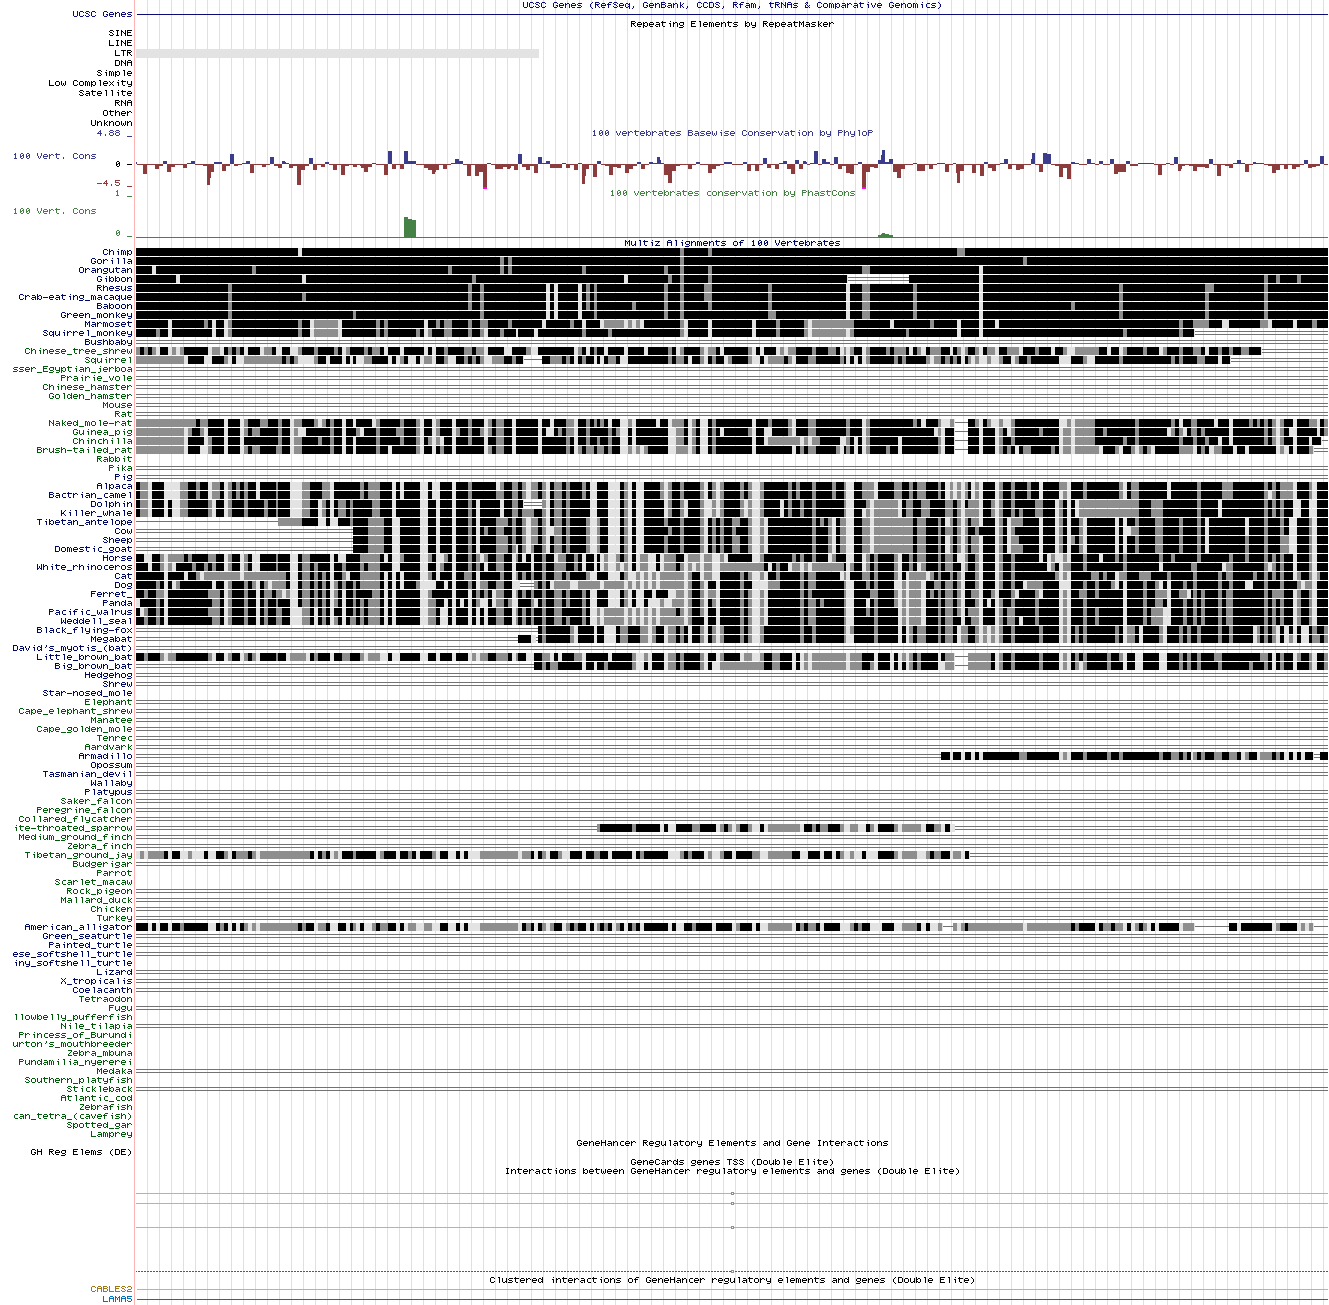 UCSC Genes (RefSeq, GenBank, CCDS, Rfam, tRNAs & Comparative Genomics)
UCSC Genes
Repeating Elements by RepeatMasker
SINE
LINE
LTR
DNA
Simple
Low Complexity
Satellite
RNA
Other
Unknown
4.88 _
100 vertebrates Basewise Conservation by PhyloP
100 Vert. Cons
0 _
-4.5 _
100 vertebrates conservation by PhastCons
1 _
100 Vert. Cons
0 _
Multiz Alignments of 100 Vertebrates
Chimp
Gorilla
Orangutan
Gibbon
Rhesus
Crab-eating_macaque
Baboon
Green_monkey
Marmoset
Squirrel_monkey
Bushbaby
Chinese_tree_shrew
Squirrel
sser_Egyptian_jerboa
Prairie_vole
Chinese_hamster
Golden_hamster
Mouse
Rat
Naked_mole-rat
Guinea_pig
Chinchilla
Brush-tailed_rat
Rabbit
Pika
Pig
Alpaca
Bactrian_camel
Dolphin
Killer_whale
Tibetan_antelope
Cow
Sheep
Domestic_goat
Horse
White_rhinoceros
Cat
Dog
Ferret_
Panda
Pacific_walrus
Weddell_seal
Black_flying-fox
Megabat
David's_myotis_(bat)
Little_brown_bat
Big_brown_bat
Hedgehog
Shrew
Star-nosed_mole
Elephant
Cape_elephant_shrew
Manatee
Cape_golden_mole
Tenrec
Aardvark
Armadillo
Opossum
Tasmanian_devil
Wallaby
Platypus
Saker_falcon
Peregrine_falcon
Collared_flycatcher
ite-throated_sparrow
Medium_ground_finch
Zebra_finch
Tibetan_ground_jay
Budgerigar
Parrot
Scarlet_macaw
Rock_pigeon
Mallard_duck
Chicken
Turkey
American_alligator
Green_seaturtle
Painted_turtle
ese_softshell_turtle
iny_softshell_turtle
Lizard
X_tropicalis
Coelacanth
Tetraodon
Fugu
llowbelly_pufferfish
Nile_tilapia
Princess_of_Burundi
urton's_mouthbreeder
Zebra_mbuna
Pundamilia_nyererei
Medaka
Southern_platyfish
Stickleback
Atlantic_cod
Zebrafish
can_tetra_(cavefish)
Spotted_gar
Lamprey
GeneHancer Regulatory Elements and Gene Interactions
GH Reg Elems (DE)
GeneCards genes TSS (Double Elite)
Interactions between GeneHancer regulatory elements and genes (Double Elite)
Clustered interactions of GeneHancer regulatory elements and genes (Double Elite)
CABLES2
LAMA5